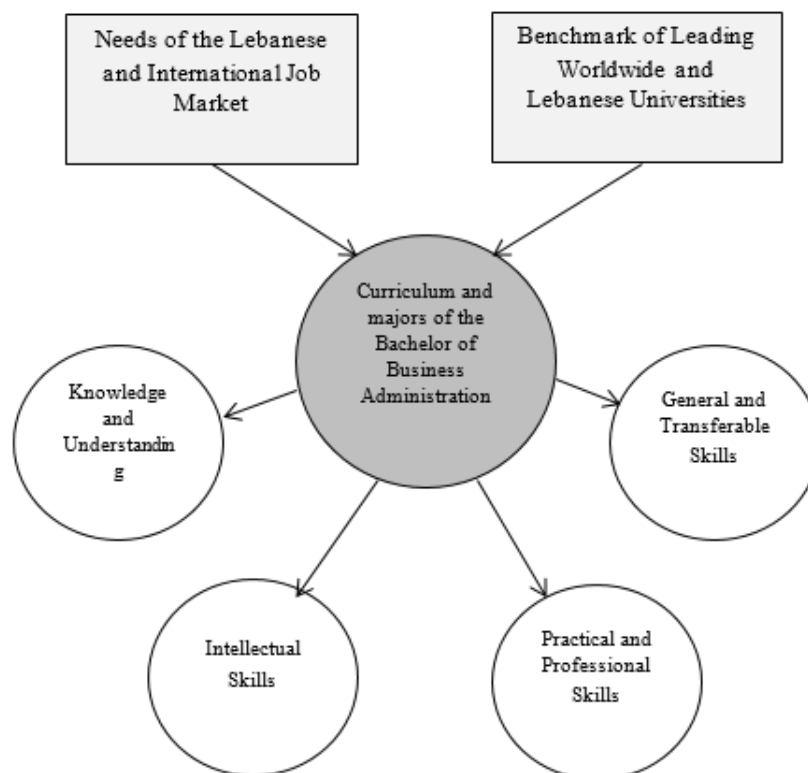 Needs of the Lebanese
and International Job
Market
Benchmark of Leading
Worldwide and
Lebanese Universities
Curriculum and
majors of the
Bachelor of
Business
Administration
Knowledge
and
Understandin
g
General and
Transferable
Skills
Intellectual
Skills
Practical and
Professional
Skills